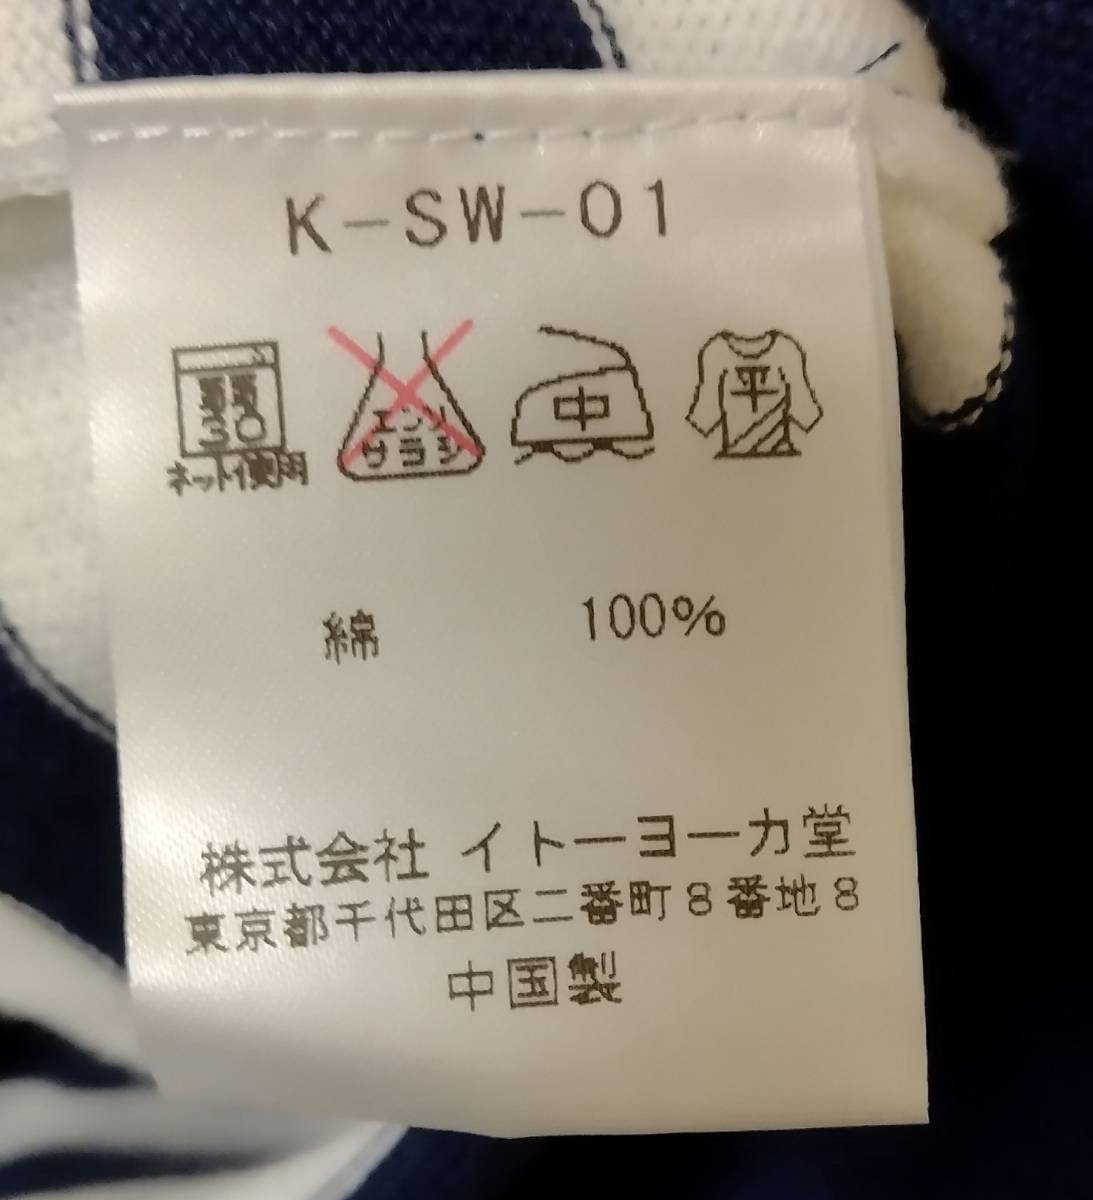 K-SW-01
30
ネット使用
エンソ
サラシ
中
平
綿 100%
株式会社 イトーヨーカ堂
東京都千代田区二番町8番地8
中国製